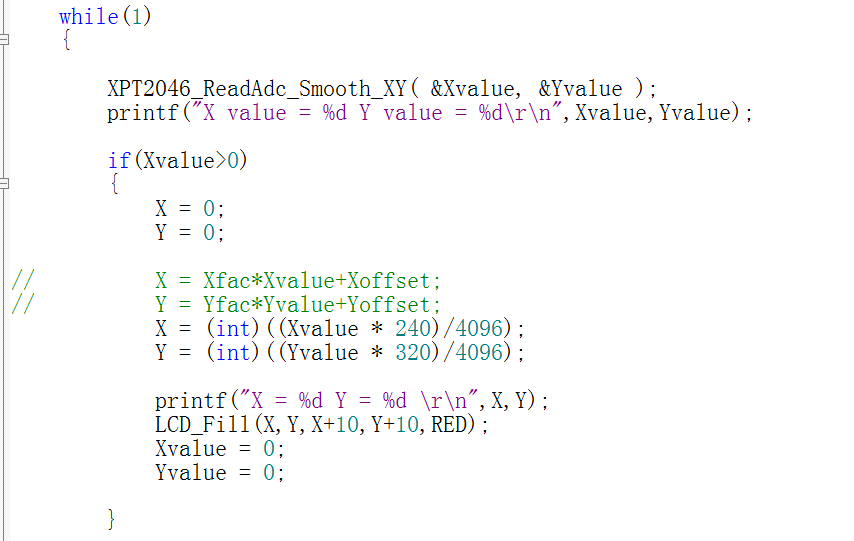 while(1)
{
XPT2046_ReadAdc_Smooth_XY( &Xvalue, &Yvalue );
printf("X value = %d Y value = %d\r\n",Xvalue,Yvalue);
if(Xvalue>0)
{
X = 0;
Y = 0;
// X = Xfac*Xvalue+Xoffset;
// Y = Yfac*Yvalue+Yoffset;
X = (int)((Xvalue * 240)/4096);
Y = (int)((Yvalue * 320)/4096);
printf("X = %d Y = %d \r\n",X,Y);
LCD_Fill(X,Y,X+10,Y+10,RED);
Xvalue = 0;
Yvalue = 0;
}